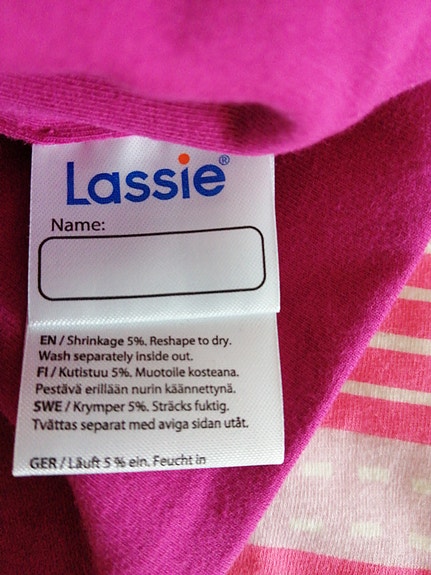 Lassie®
Name:
EN / Shrinkage 5%. Reshape to dry.
Wash separately inside out.
FI / Kutistuu 5%. Muotoile kosteana.
Pestävä erillään nurin käännettynä.
SWE / Krymper 5%. Sträcks fuktig.
Tvättas separat med aviga sidan utåt.
GER / Läuft 5 % ein. Feucht in